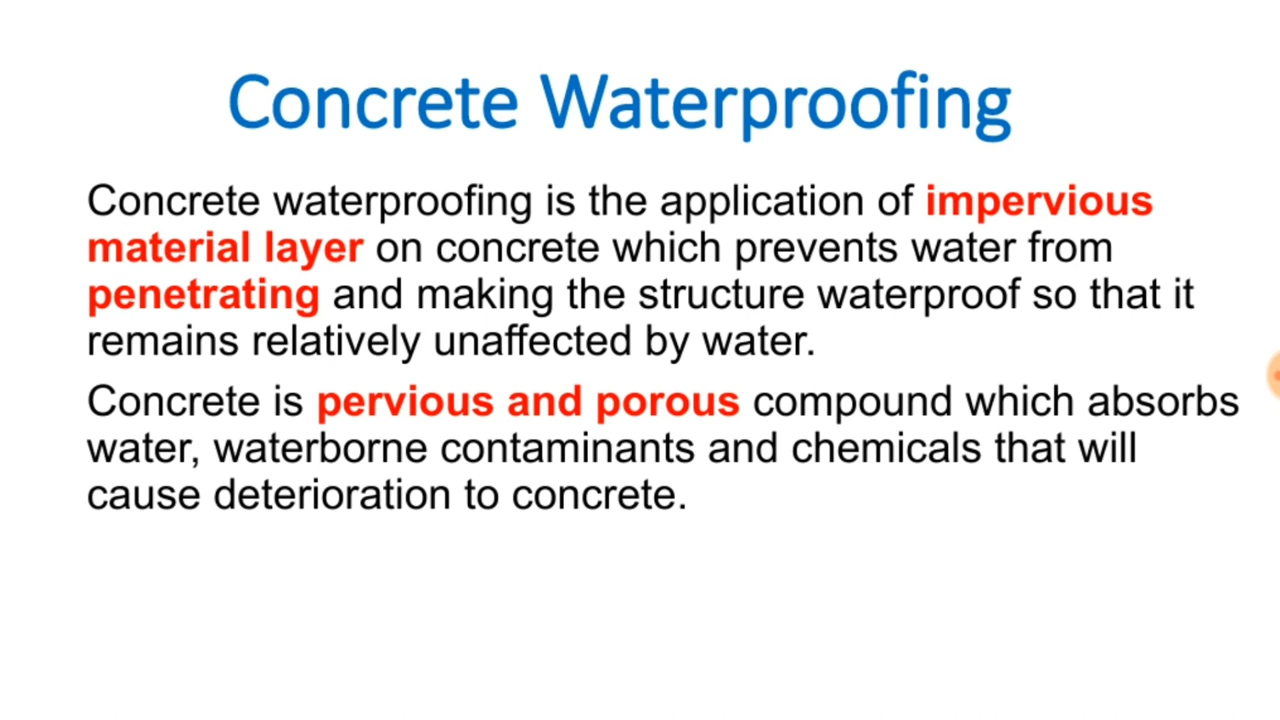 Concrete Waterproofing
Concrete waterproofing is the application of impervious
material layer on concrete which prevents water from
penetrating and making the structure waterproof so that it
remains relatively unaffected by water.
Concrete is pervious and porous compound which absorbs
water, waterborne contaminants and chemicals that will
cause deterioration to concrete.